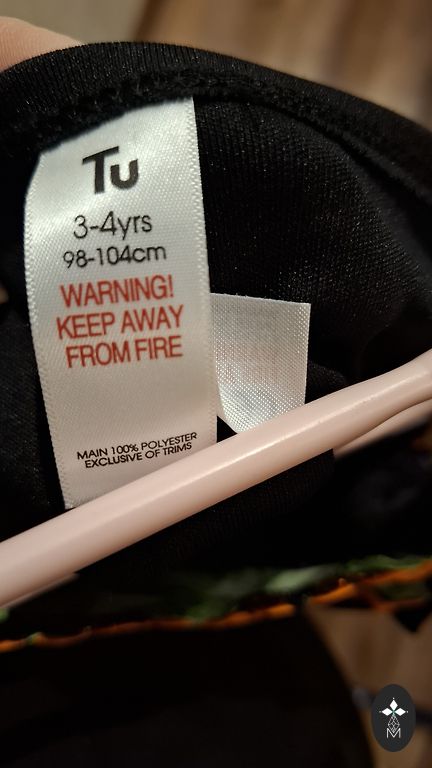 Tu
3-4yrs
98-104cm
WARNING!
KEEP AWAY
FROM FIRE
MAIN 100% POLYESTER
EXCLUSIVE OF TRIMS
M